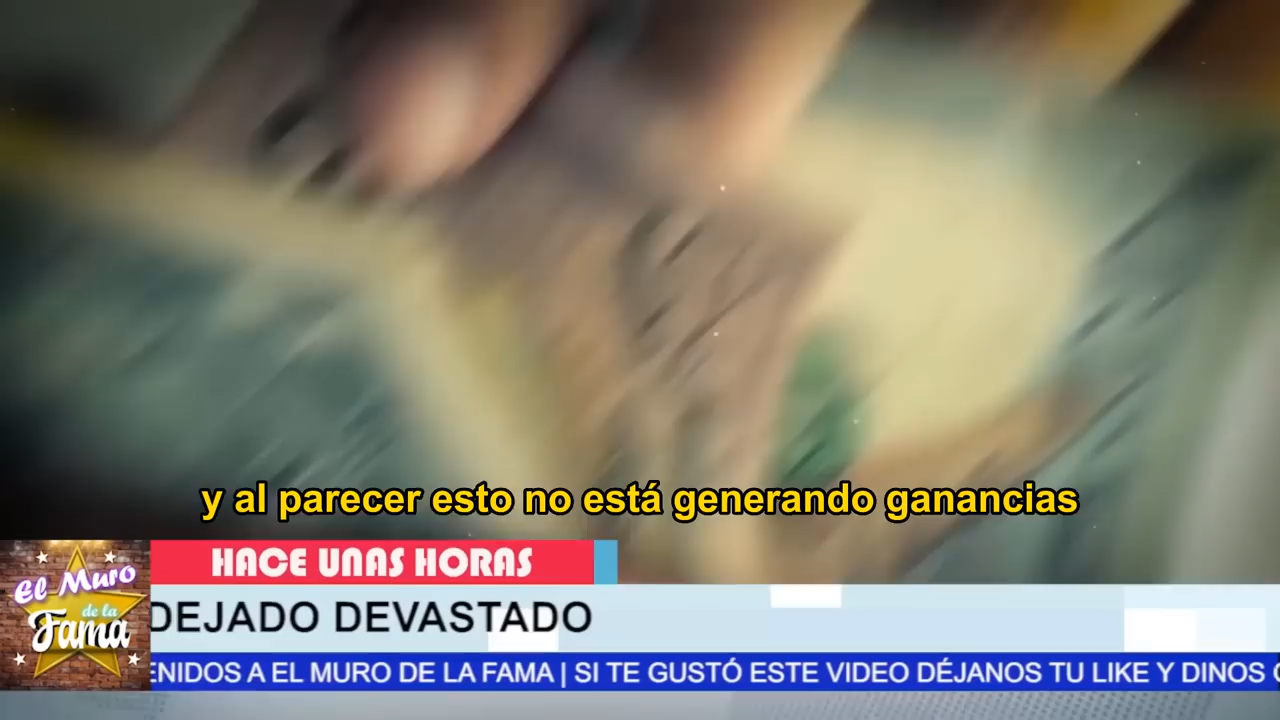 y al parecer esto no está generando ganancias
HACE UNAS HORAS
El Muro
de la
Fama
DEJADO DEVASTADO
ENIDOS A EL MURO DE LA FAMA | SI TE GUSTÓ ESTE VIDEO DÉJANOS TU LIKE Y DINOS